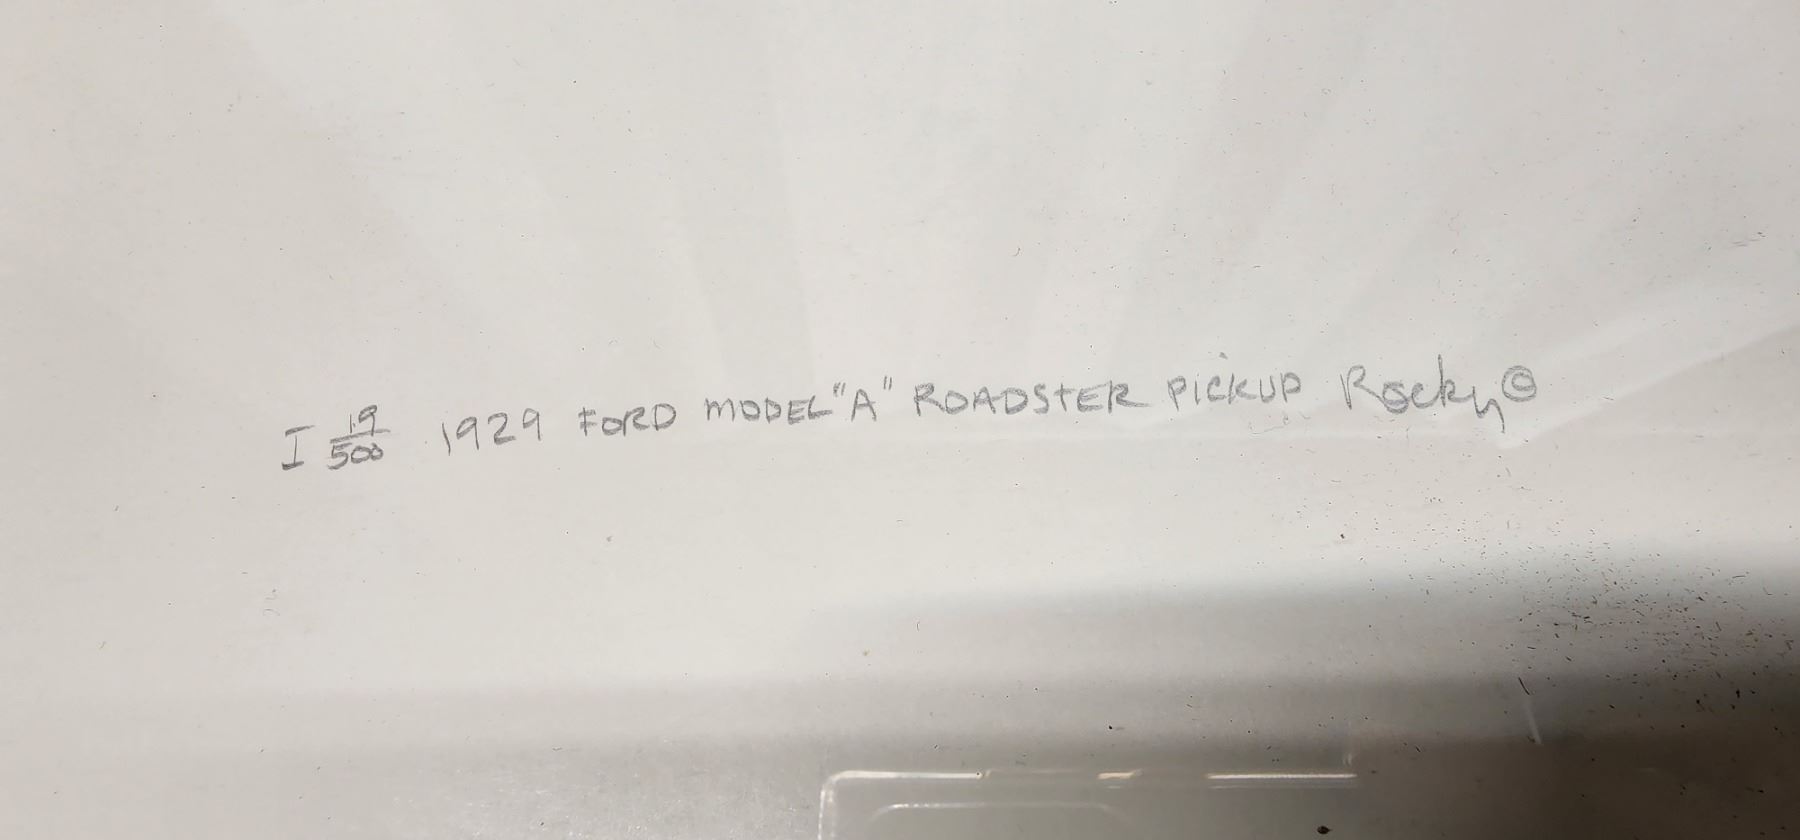 I 19/500 1929 FORD MODEL "A" ROADSTER PICKUP Rocky ©